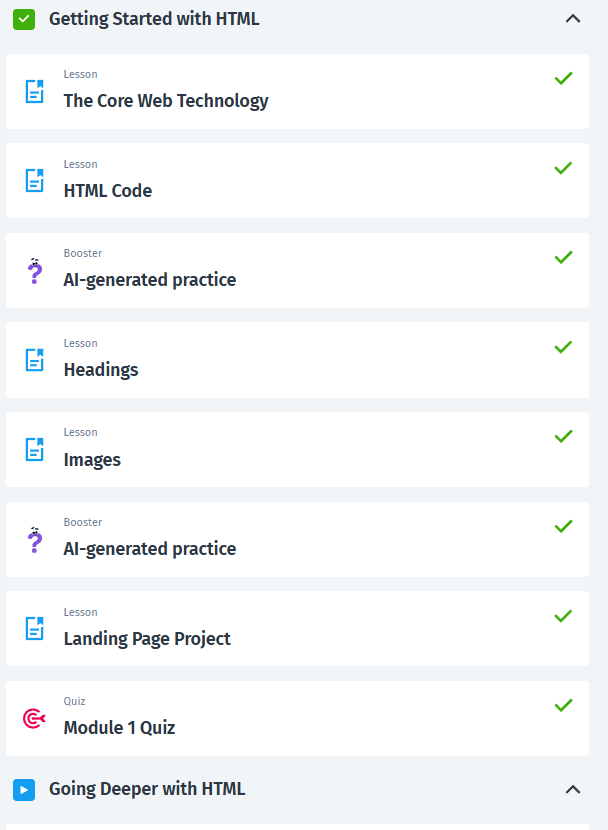 Getting Started with HTML
Lesson
The Core Web Technology
Lesson
HTML Code
Booster
AI-generated practice
Lesson
Headings
Lesson
Images
Booster
AI-generated practice
Lesson
Landing Page Project
Quiz
Module 1 Quiz
Going Deeper with HTML